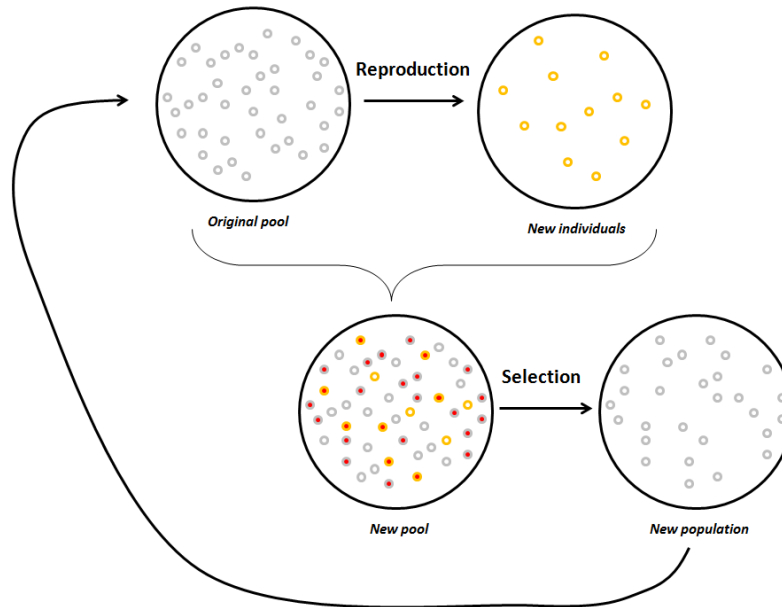 Reproduction
Original pool
New individuals
Selection
New pool
New population